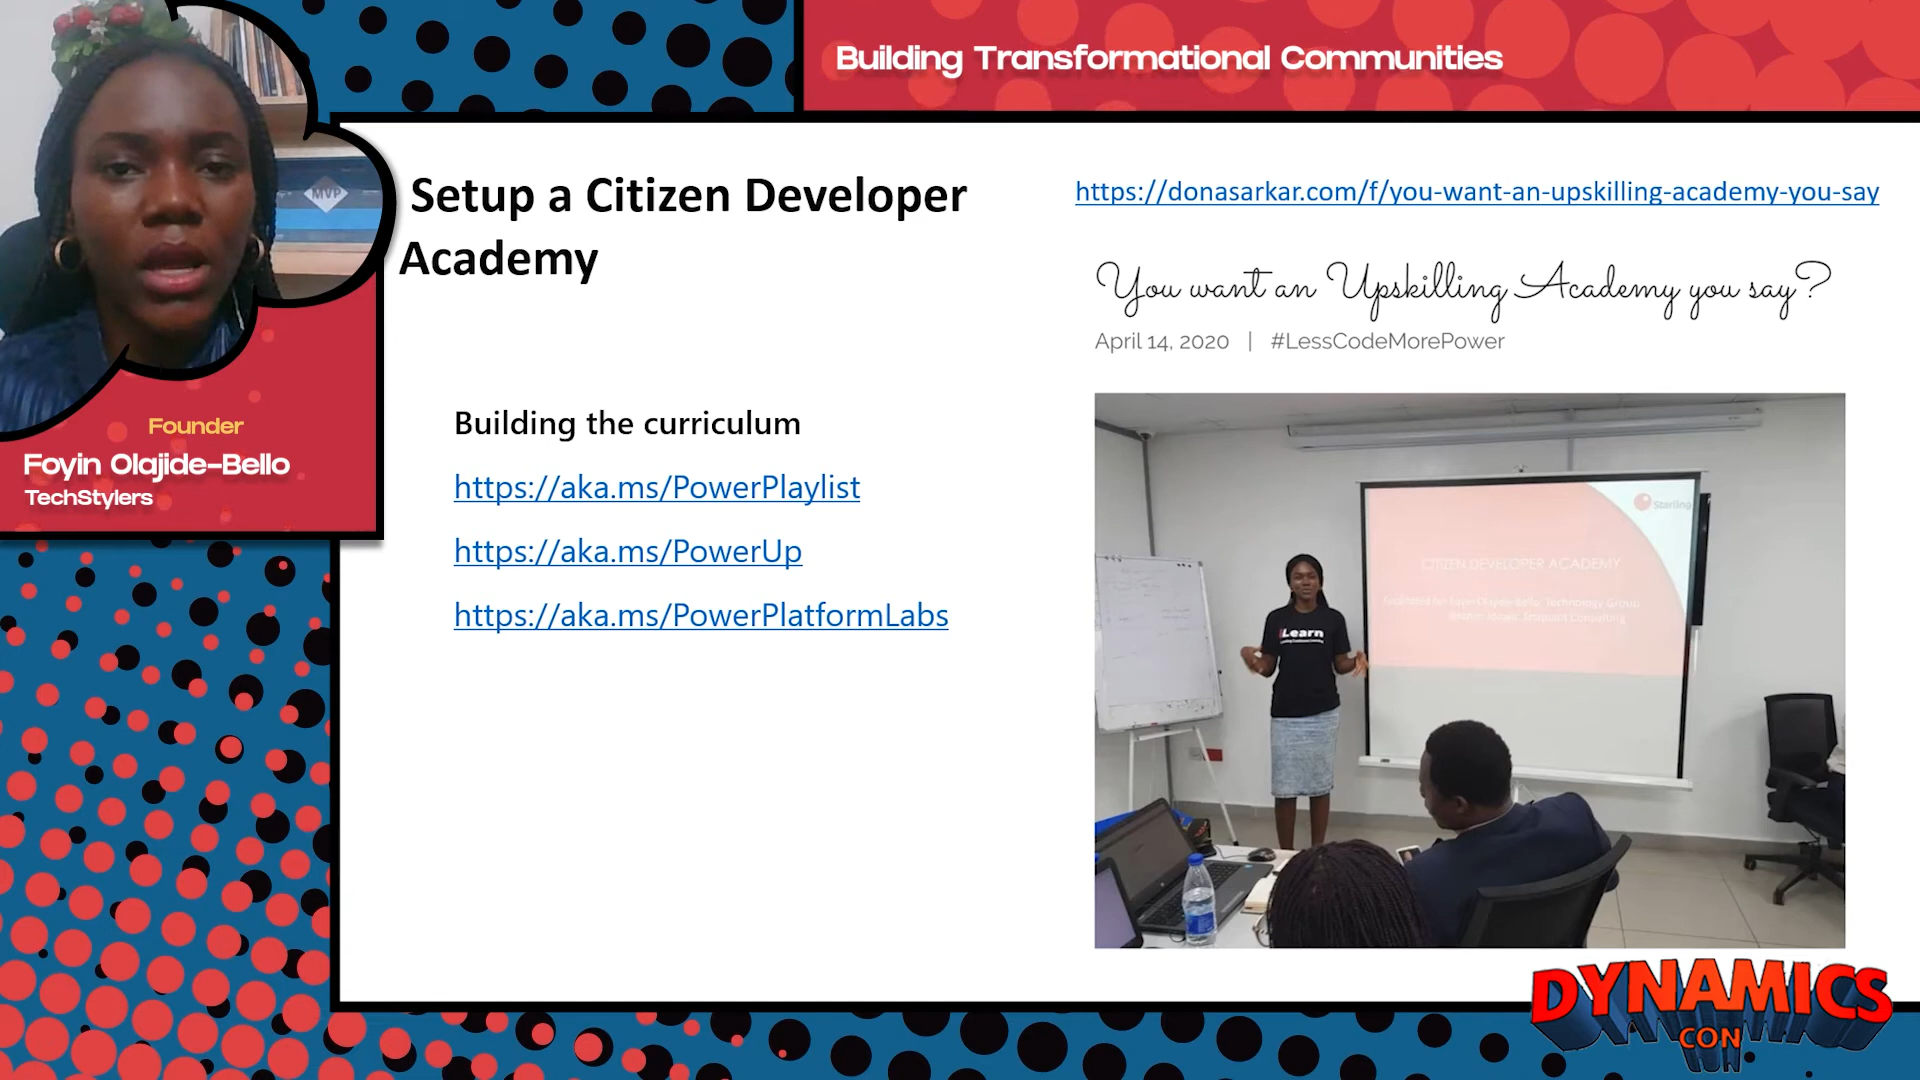 Building Transformational Communities
MVP
Founder
Foyin Olajide-Bello
TechStylers
Setup a Citizen Developer
Academy
https://donasarkar.com/f/you-want-an-upskilling-academy-you-say
You want an Upskilling Academy you say?
April 14, 2020 | #LessCodeMorePower
Building the curriculum
https://aka.ms/PowerPlaylist
https://aka.ms/PowerUp
https://aka.ms/PowerPlatformLabs
Sterling
CITIZEN DEVELOPER ACADEMY
Learn
DYNAMICS
CON